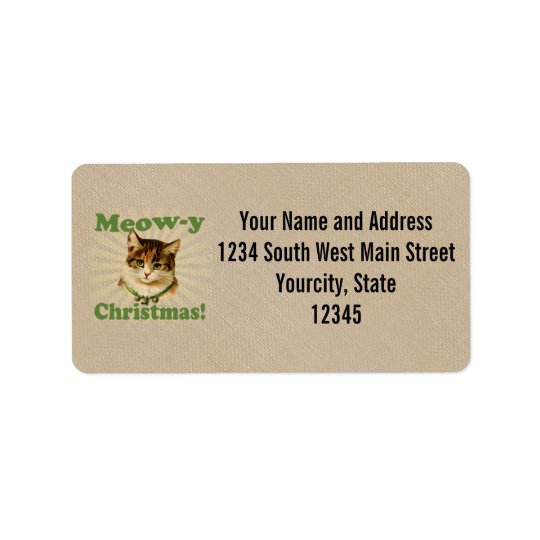 Meow-y
Christmas!
Your Name and Address
1234 South West Main Street
Yourcity, State
12345